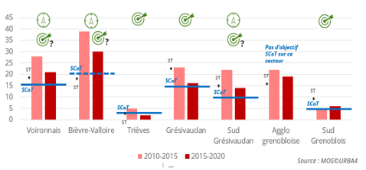 45
40
35
30
25
20
15
10
5
0
?
?
?
ST
SCoT
ST
SCoT
ST
SCoT
ST
SCoT
ST
SCoT
Pas d'objectif
SCoT sur ce
secteur
ST
ST
SCoT
Voironnais
Bièvre-Valloire
Trièves
Grésivaudan
Sud
Grésivaudan
Agglo
grenobloise
Sud
Grenoblois
2010-2015
2015-2020
Source : MOS©URBA4